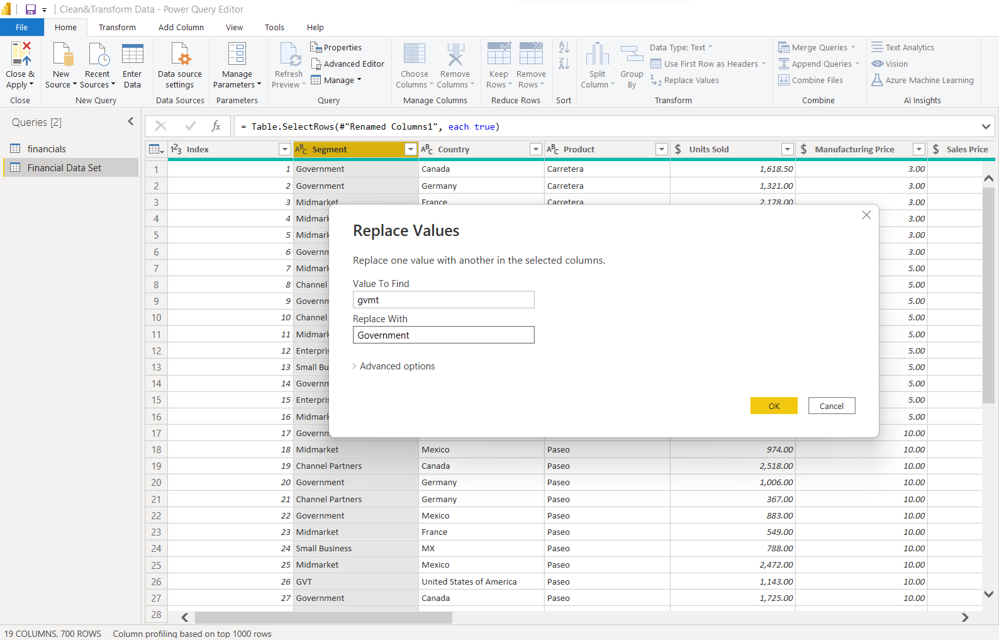 Clean&Transform Data - Power Query Editor
File Home Transform Add Column View Tools Help
Close & Apply
New Source
Recent Sources
Enter Data
Data source settings
Manage Parameters
Refresh Preview
Properties
Advanced Editor
Manage
Choose Columns
Remove Columns
Keep Rows
Remove Rows
Split Column
Group By
Data Type: Text
Use First Row as Headers
Replace Values
Merge Queries
Append Queries
Combine Files
Text Analytics
Vision
Azure Machine Learning
Close New Query Data Sources Parameters Query Manage Columns Reduce Rows Sort Transform Combine AI Insights
Queries [2]
financials
Financial Data Set
fx = Table.SelectRows(#"Renamed Columns1", each true)
Index Segment Country Product Units Sold Manufacturing Price Sales Price
1 1 Government Canada Carretera 1,618.50 3.00
2 2 Government Germany Carretera 1,321.00 3.00
3 3 Midmarket France Carretera 2,178.00 3.00
4 4 3.00
5 5 3.00
6 6 3.00
7 7 5.00
8 8 Channel 5.00
9 9 5.00
10 10 Channel 5.00
11 11 5.00
12 12 5.00
13 13 Small 5.00
14 14 5.00
15 15 5.00
16 16 5.00
17 17 10.00
18 18 Midmarket Mexico Paseo 974.00 10.00
19 19 Channel Partners Canada Paseo 2,518.00 10.00
20 20 Government Germany Paseo 1,006.00 10.00
21 21 Channel Partners Germany Paseo 367.00 10.00
22 22 Government Mexico Paseo 883.00 10.00
23 23 Midmarket France Paseo 549.00 10.00
24 24 Small Business MX Paseo 788.00 10.00
25 25 Midmarket Mexico Paseo 2,472.00 10.00
26 26 GVT United States of America Paseo 1,143.00 10.00
27 27 Government Canada Paseo 1,725.00 10.00
28
Replace Values
Replace one value with another in the selected columns.
Value To Find
gvmt
Replace With
Government
Advanced options
OK Cancel
19 COLUMNS, 700 ROWS Column profiling based on top 1000 rows